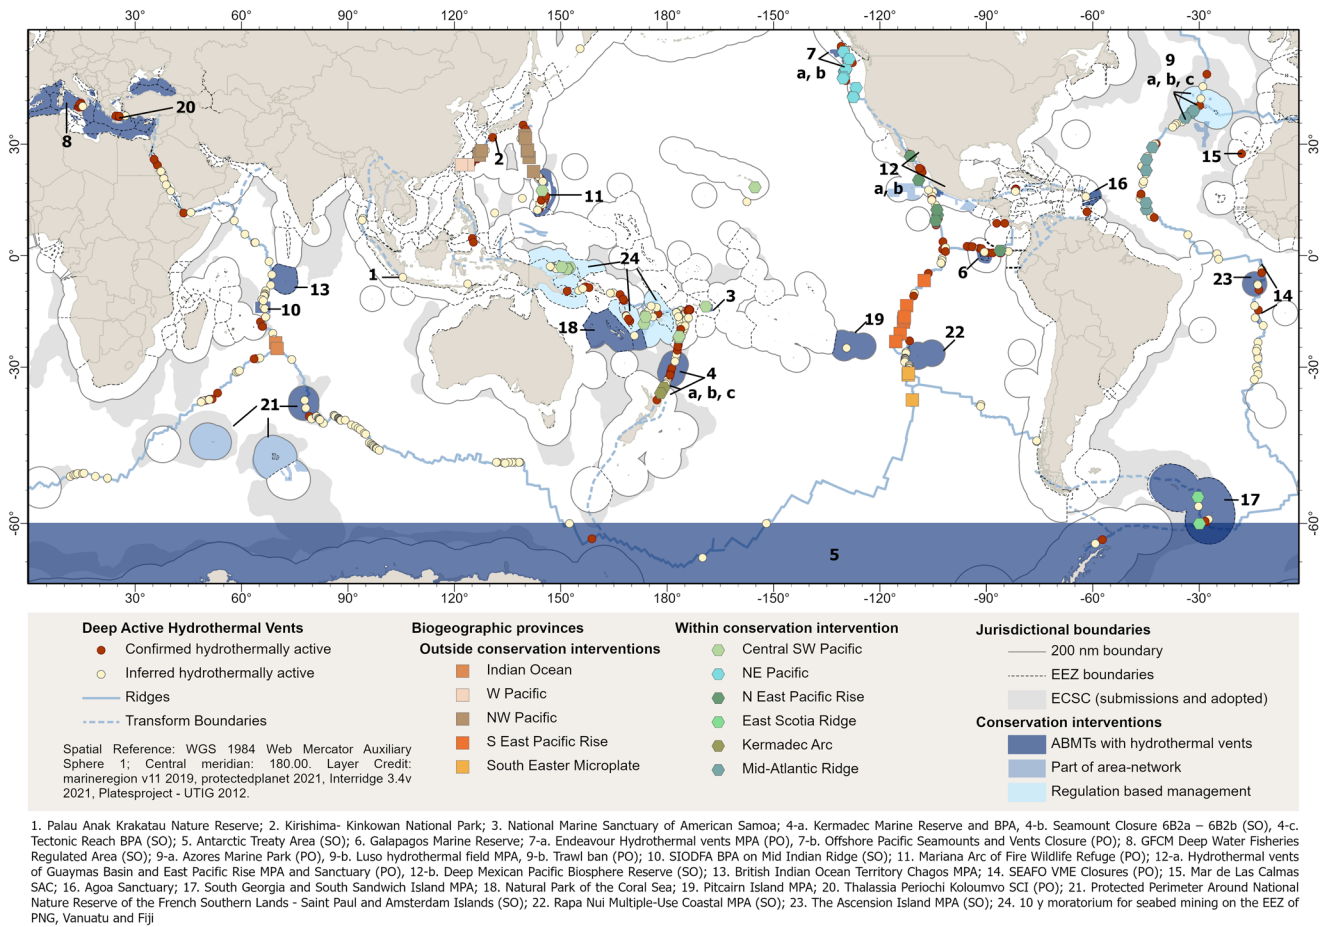 30° 60° 90° 120° 150° 180° -150° -120° -90° -60° -30°
7
a, b
9
a, b, c
20
8
30°
2
12
a, b
15
30°
11
16
0°
1
24
6
0°
13
3
23
10
14
18
19
22
-30°
4
a, b, c
-30°
21
17
-60°
5
-60°
30° 60° 90° 120° 150° 180° -150° -120° -90° -60° -30°
Deep Active Hydrothermal Vents
Confirmed hydrothermally active
Inferred hydrothermally active
Ridges
Transform Boundaries
Spatial Reference: WGS 1984 Web Mercator Auxiliary
Sphere 1; Central meridian: 180.00. Layer Credit:
marineregion v11 2019, protectedplanet 2021, Interridge 3.4v
2021, Platesproject - UTIG 2012.
Biogeographic provinces
Outside conservation interventions
Indian Ocean
W Pacific
NW Pacific
S East Pacific Rise
South Easter Microplate
Within conservation intervention
Central SW Pacific
NE Pacific
N East Pacific Rise
East Scotia Ridge
Kermadec Arc
Mid-Atlantic Ridge
Jurisdictional boundaries
200 nm boundary
EEZ boundaries
ECSC (submissions and adopted)
Conservation interventions
ABMTs with hydrothermal vents
Part of area-network
Regulation based management
1. Palau Anak Krakatau Nature Reserve; 2. Kirishima- Kinkowan National Park; 3. National Marine Sanctuary of American Samoa; 4-a. Kermadec Marine Reserve and BPA, 4-b. Seamount Closure 6B2a – 6B2b (SO), 4-c.
Tectonic Reach BPA (SO); 5. Antarctic Treaty Area (SO); 6. Galapagos Marine Reserve; 7-a. Endeavour Hydrothermal vents MPA (PO), 7-b. Offshore Pacific Seamounts and Vents Closure (PO); 8. GFCM Deep Water Fisheries
Regulated Area (SO); 9-a. Azores Marine Park (PO), 9-b. Luso hydrothermal field MPA, 9-b. Trawl ban (PO); 10. SIODFA BPA on Mid Indian Ridge (SO); 11. Mariana Arc of Fire Wildlife Refuge (PO); 12-a. Hydrothermal vents
of Guaymas Basin and East Pacific Rise MPA and Sanctuary (PO), 12-b. Deep Mexican Pacific Biosphere Reserve (SO); 13. British Indian Ocean Territory Chagos MPA; 14. SEAFO VME Closures (PO); 15. Mar de Las Calmas
SAC; 16. Agoa Sanctuary; 17. South Georgia and South Sandwich Island MPA; 18. Natural Park of the Coral Sea; 19. Pitcairn Island MPA; 20. Thalassia Periochi Koloumvo SCI (PO); 21. Protected Perimeter Around National
Nature Reserve of the French Southern Lands - Saint Paul and Amsterdam Islands (SO); 22. Rapa Nui Multiple-Use Coastal MPA (SO); 23. The Ascension Island MPA (SO); 24. 10 y moratorium for seabed mining on the EEZ of
PNG, Vanuatu and Fiji